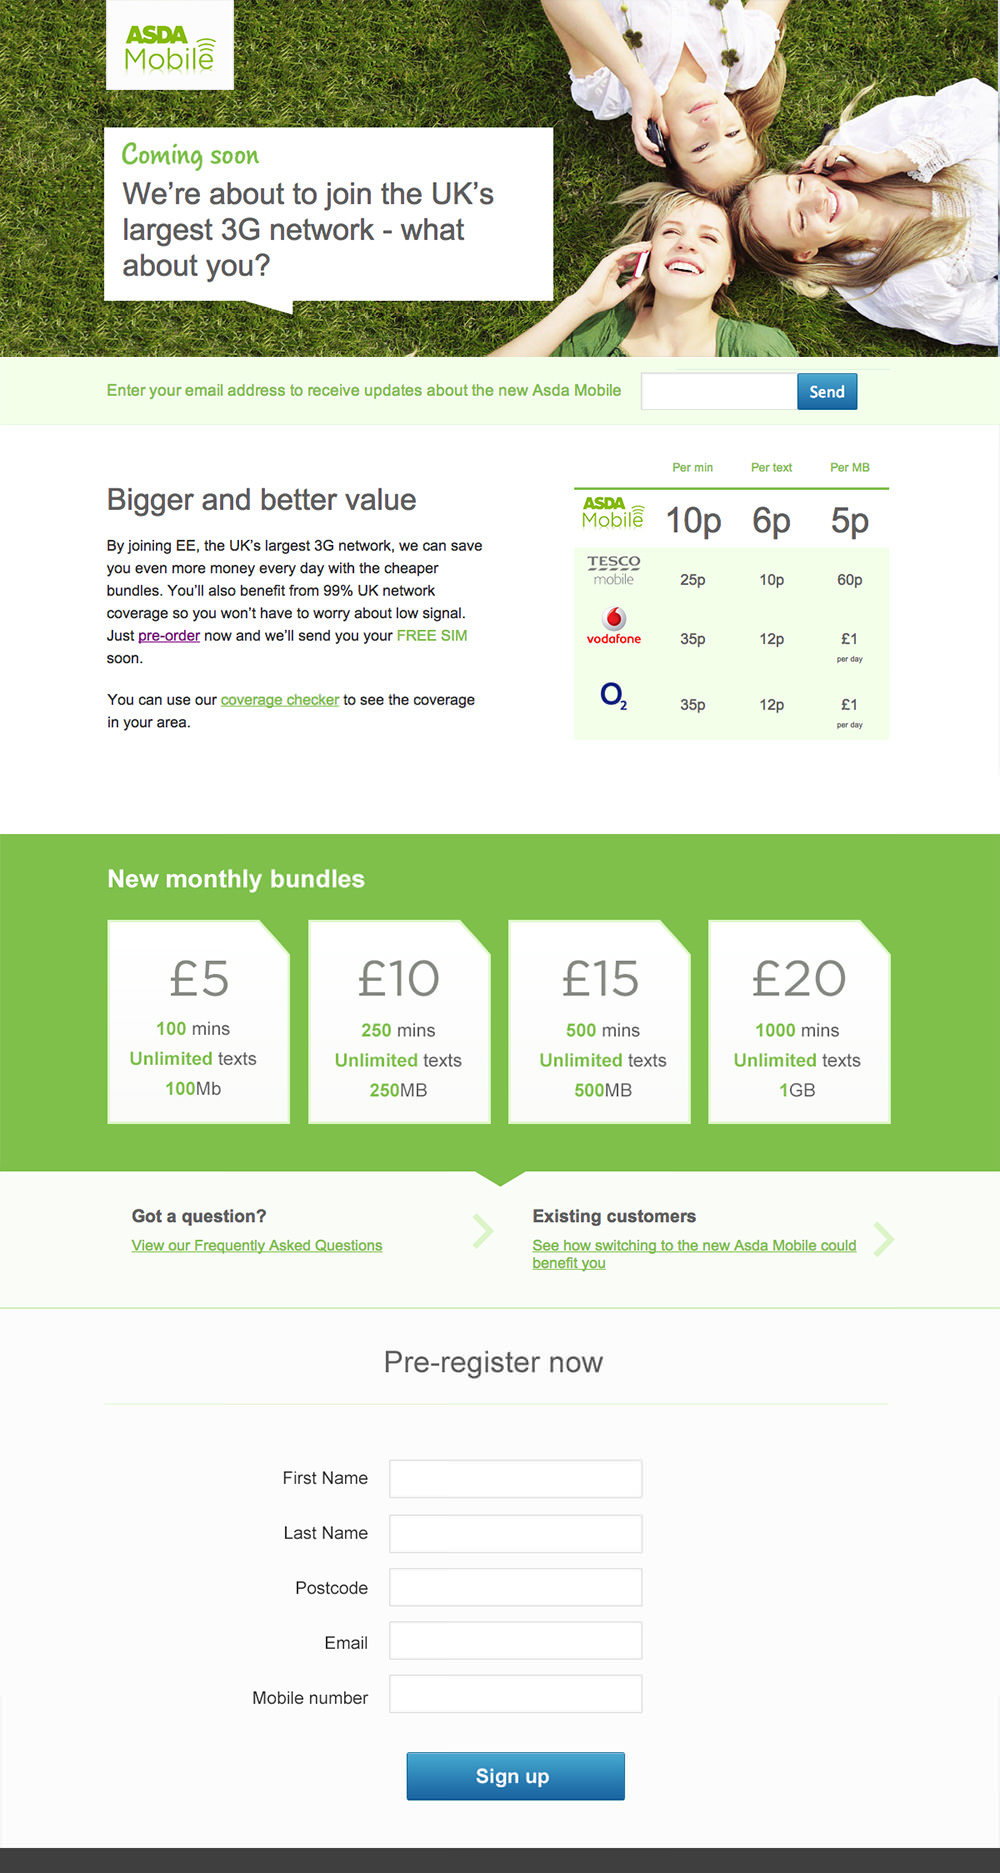 ASDA
Mobile
Coming soon
We're about to join the UK's
largest 3G network - what
about you?
Enter your email address to receive updates about the new Asda Mobile
Send
Bigger and better value
By joining EE, the UK's largest 3G network, we can save
you even more money every day with the cheaper
bundles. You'll also benefit from 99% UK network
coverage so you won't have to worry about low signal.
Just pre-order now and we'll send you your FREE SIM
soon.
You can use our coverage checker to see the coverage
in your area.
Per min Per text Per MB
ASDA
Mobile 10p 6p 5p
TESCO
mobile 25p 10p 60p
vodafone 35p 12p £1
per day
O2 35p 12p £1
per day
New monthly bundles
£5
100 mins
Unlimited texts
100Mb
£10
250 mins
Unlimited texts
250MB
£15
500 mins
Unlimited texts
500MB
£20
1000 mins
Unlimited texts
1GB
Got a question?
View our Frequently Asked Questions
Existing customers
See how switching to the new Asda Mobile could
benefit you
Pre-register now
First Name
Last Name
Postcode
Email
Mobile number
Sign up